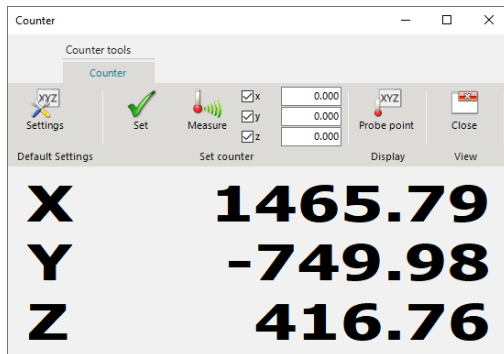 Counter
Counter tools
Counter
XYZ XYZ
x 0.000
y 0.000
z 0.000
Settings Set Measure Probe point Close
Default Settings Set counter Display View
X 1465.79
Y -749.98
Z 416.76